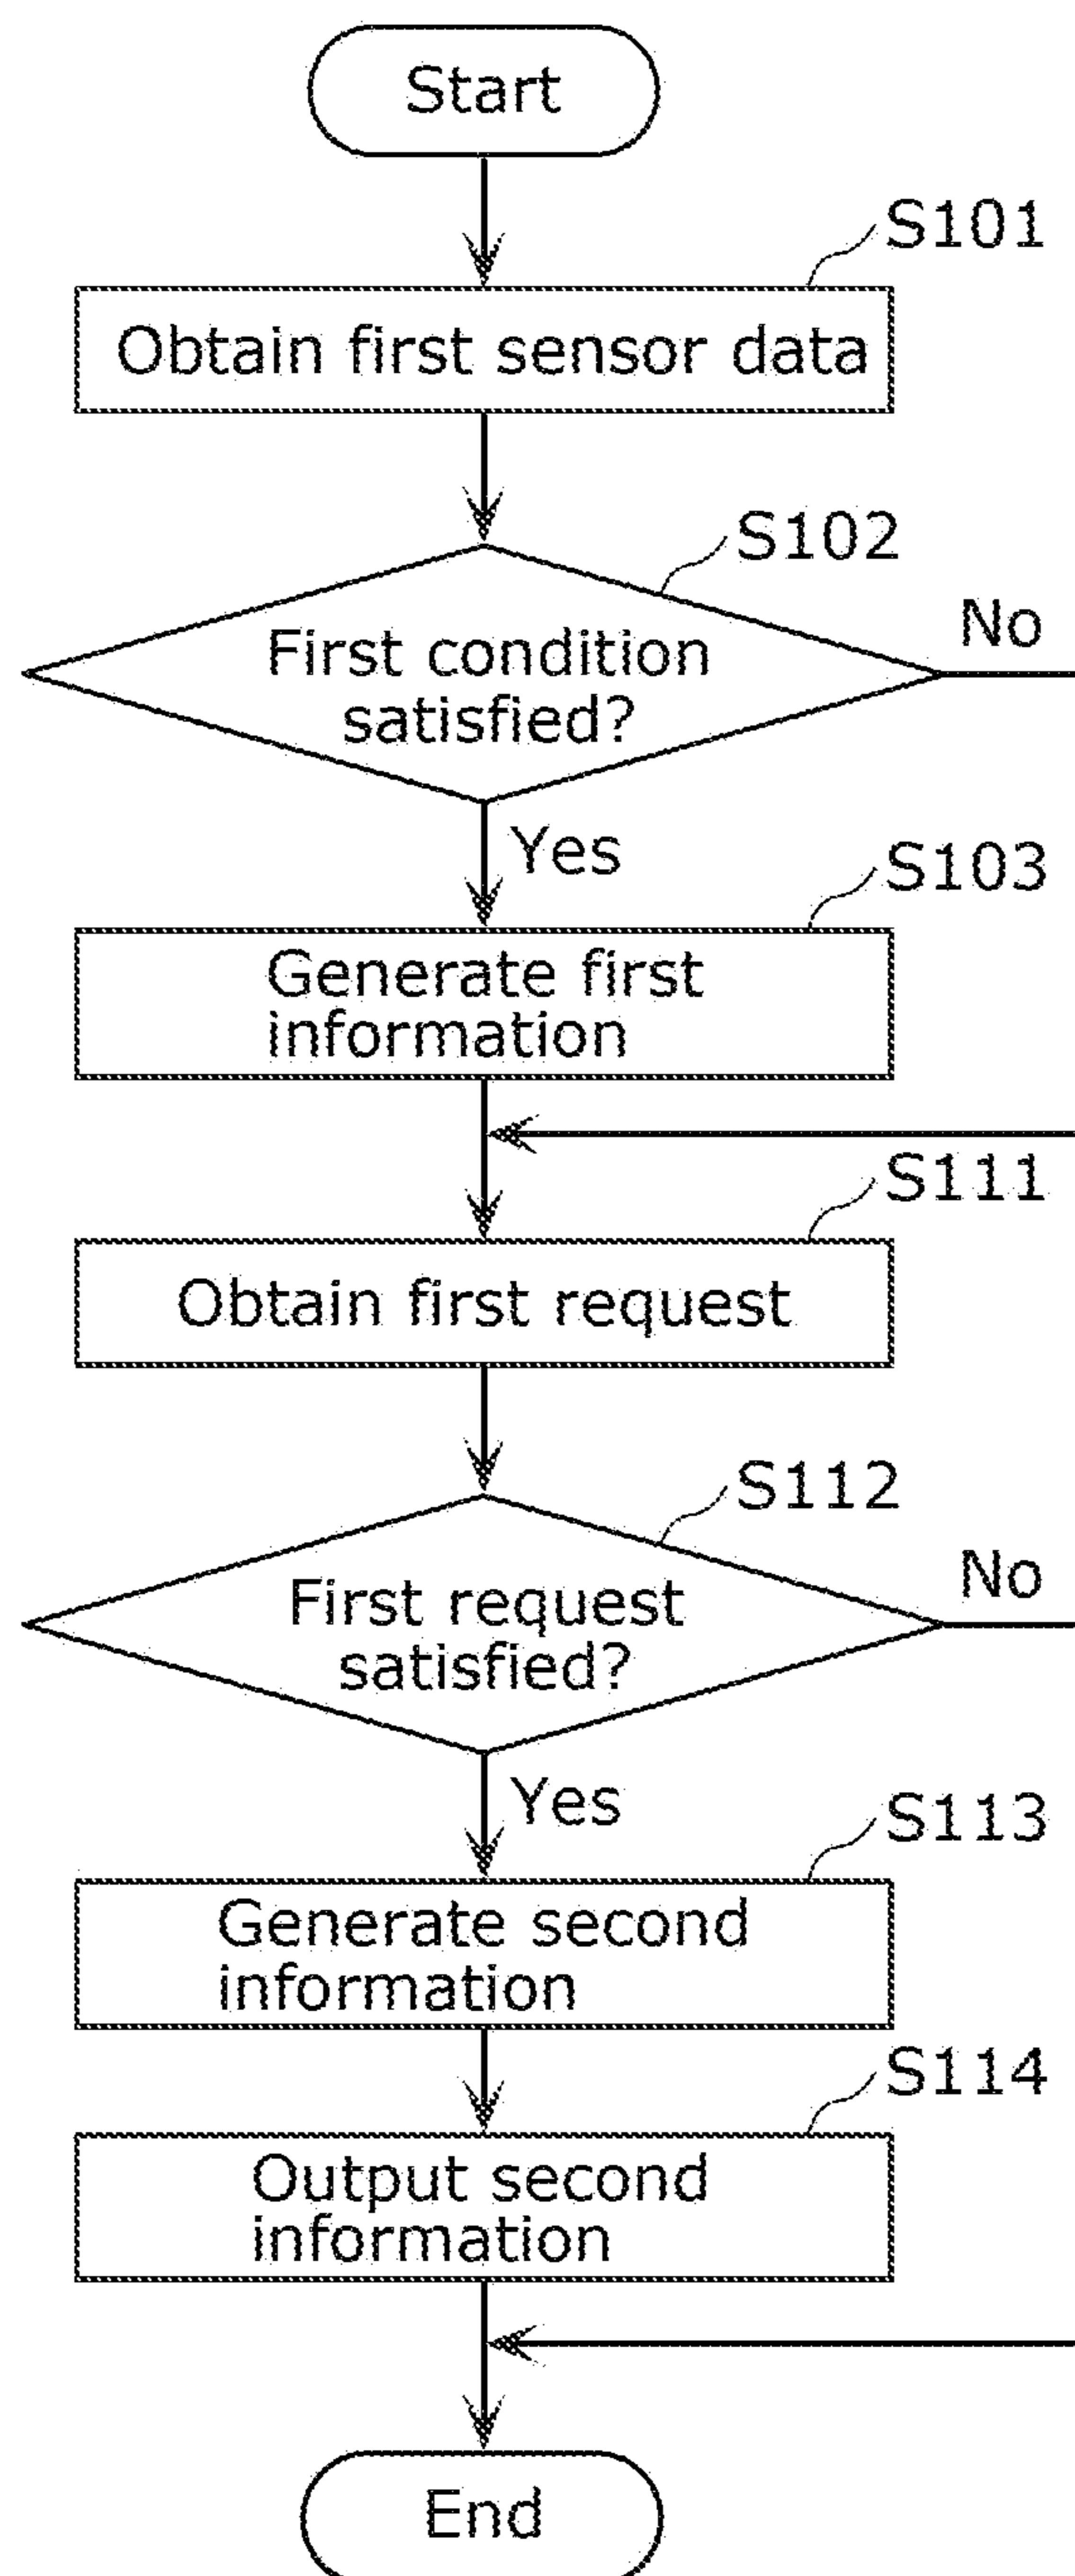 Start
S101
Obtain first sensor data
S102
No
First condition
satisfied?
Yes
S103
Generate first
information
S111
Obtain first request
S112
No
First request
satisfied?
Yes
S113
Generate second
information
S114
Output second
information
End